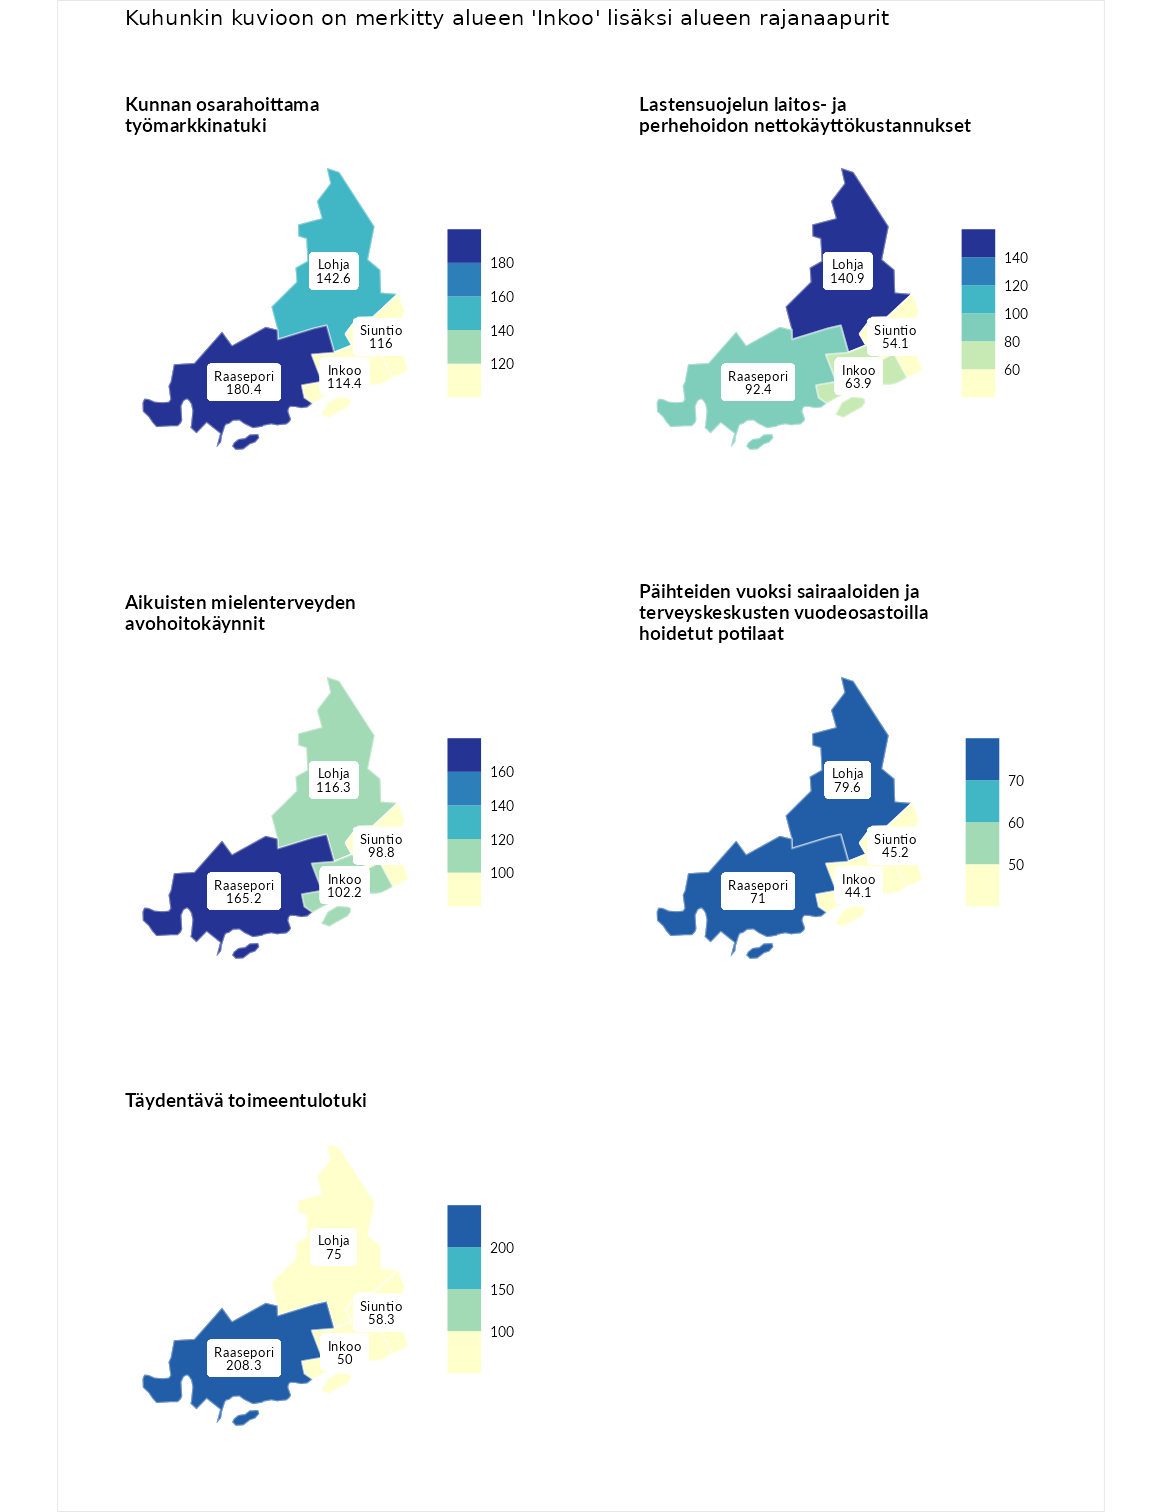 Kuhunkin kuvioon on merkitty alueen 'Inkoo' lisäksi alueen rajanaapurit
Kunnan osarahoittama
työmarkkinatuki
Lohja
142.6
Siuntio
116
Inkoo
114.4
Raasepori
180.4
180
160
140
120
Lastensuojelun laitos- ja
perhehoidon nettokäyttökustannukset
Lohja
140.9
Siuntio
54.1
Inkoo
63.9
Raasepori
92.4
140
120
100
80
60
Aikuisten mielenterveyden
avohoitokäynnit
Lohja
116.3
Siuntio
98.8
Inkoo
102.2
Raasepori
165.2
160
140
120
100
Päihteiden vuoksi sairaaloiden ja
terveyskeskusten vuodeosastoilla
hoidetut potilaat
Lohja
79.6
Siuntio
45.2
Inkoo
44.1
Raasepori
71
70
60
50
Täydentävä toimeentulotuki
Lohja
75
Siuntio
58.3
Inkoo
50
Raasepori
208.3
200
150
100